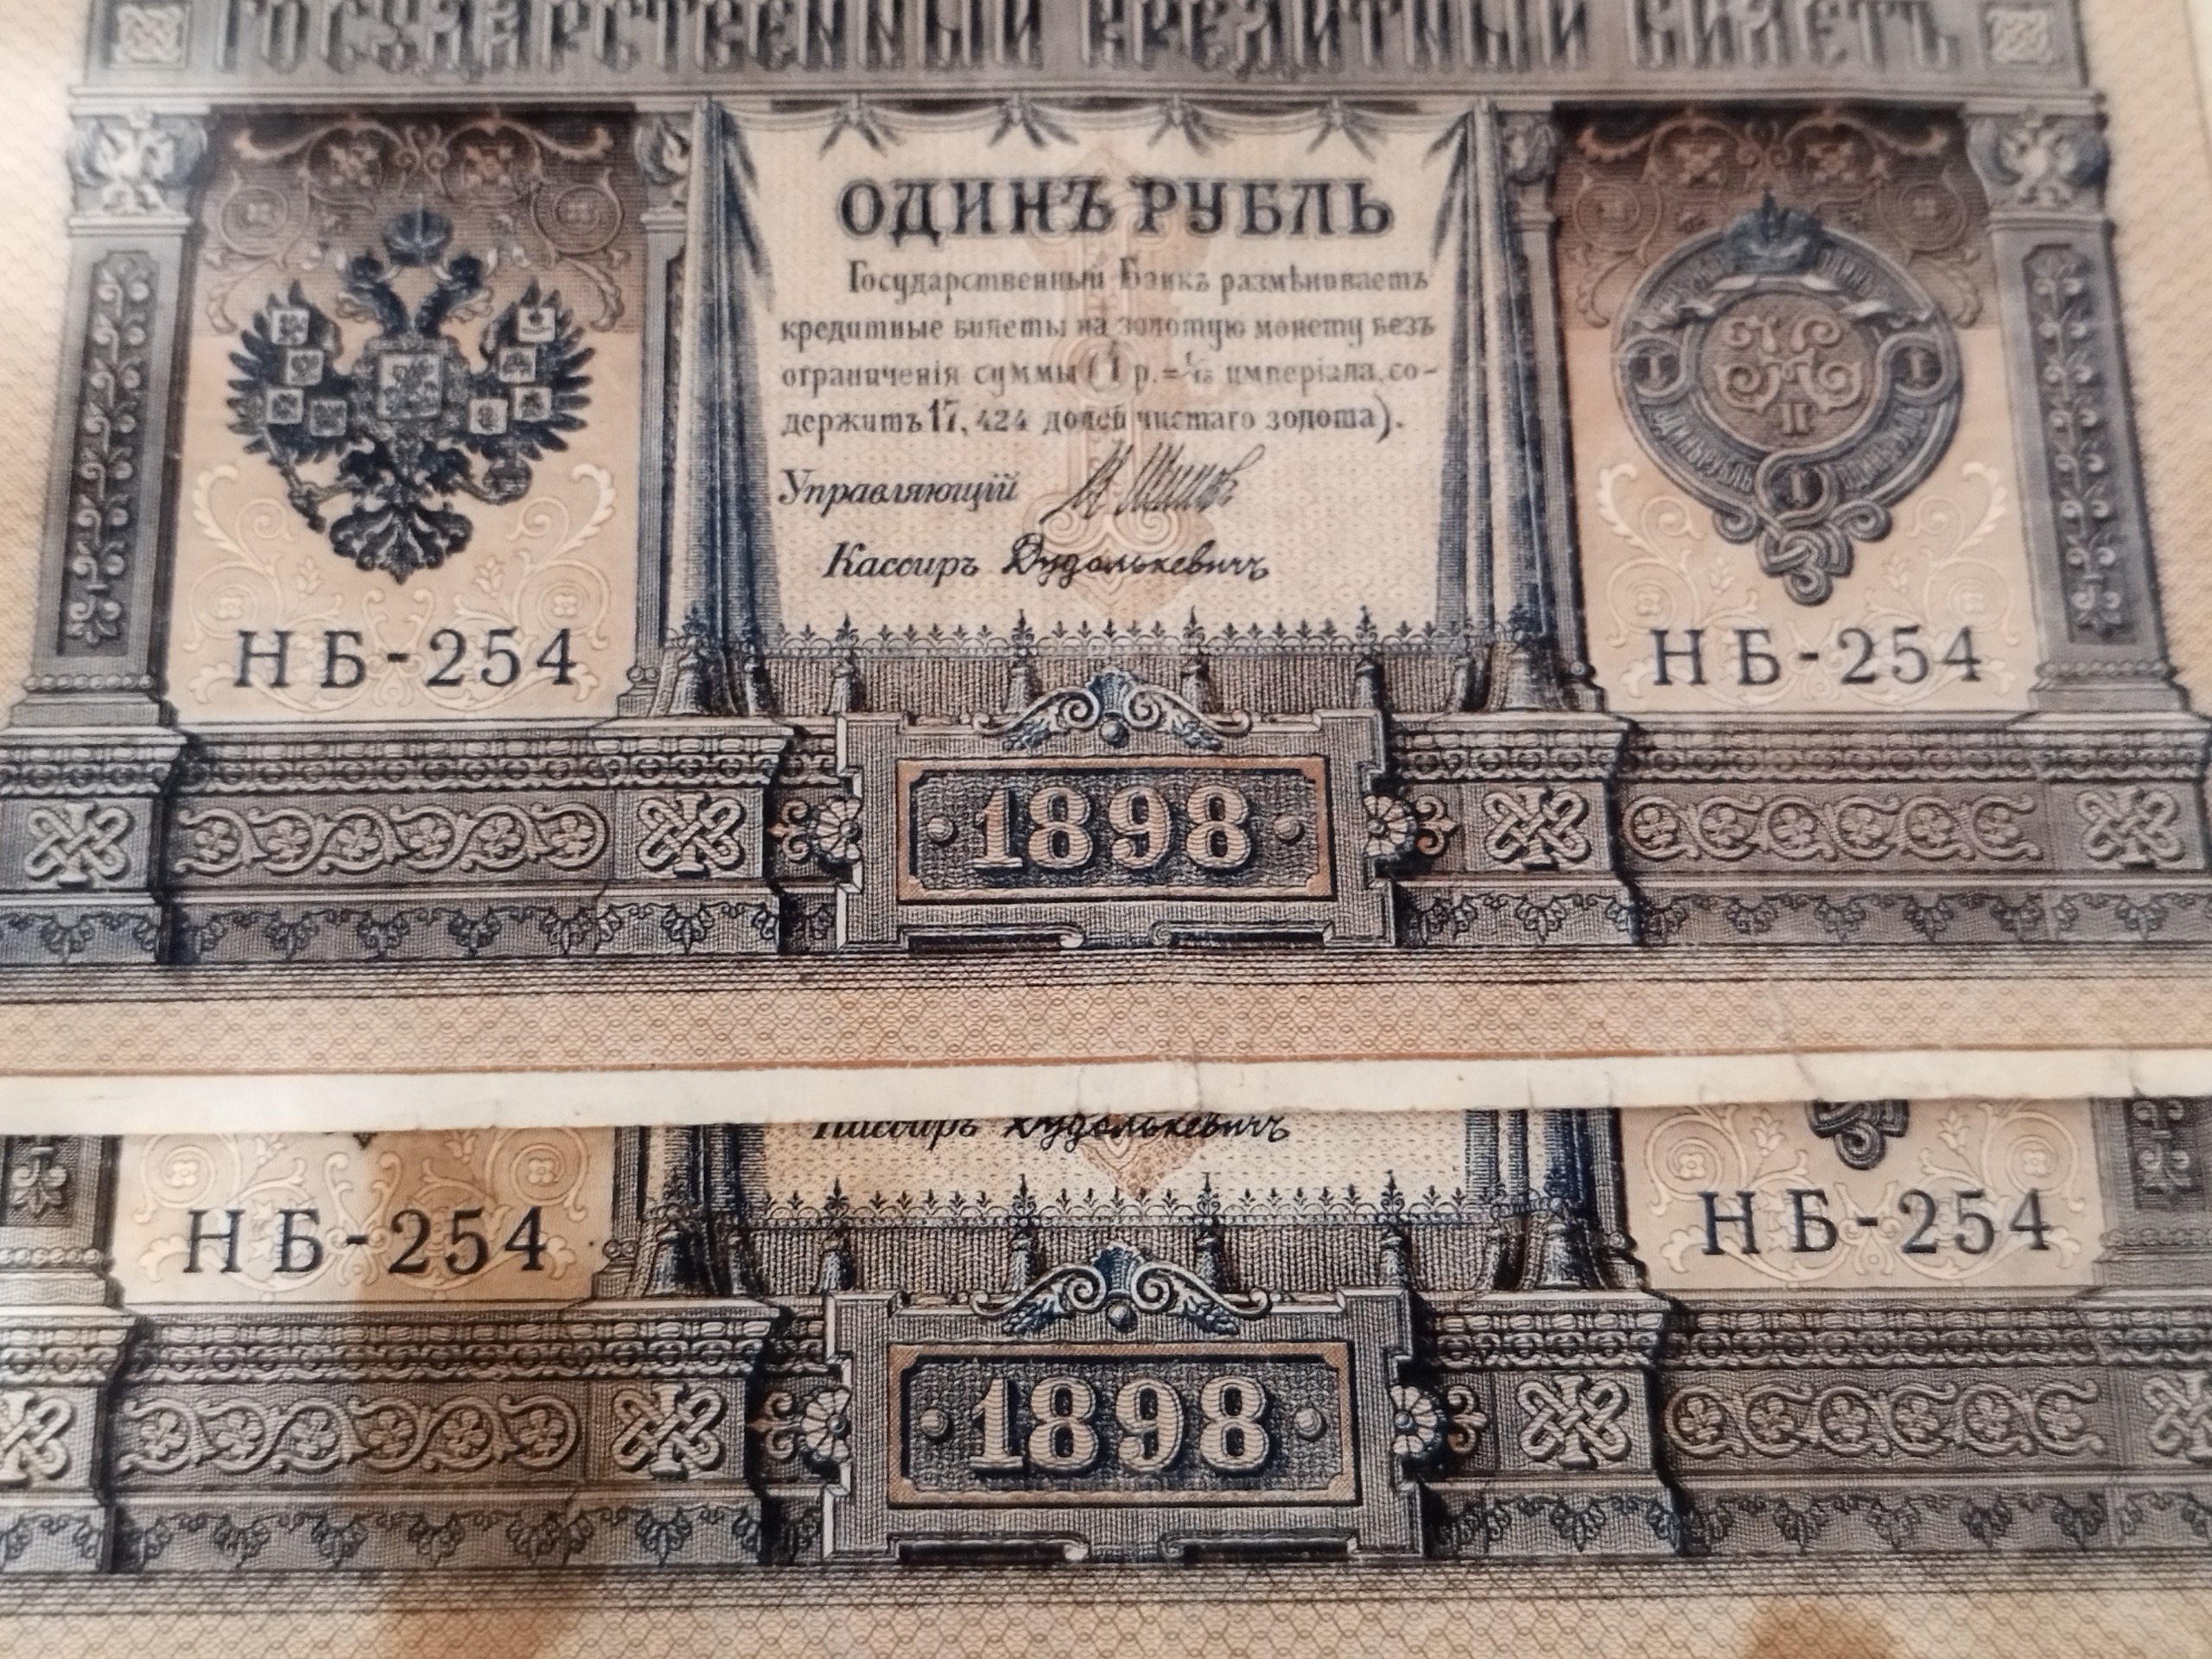 ГОСУДАРСТВЕННЫЙ КРЕДИТНЫЙ БИЛЕТЪ
ОДИНЪ РУБЛЬ
Государственный Банкъ размѣниваетъ
кредитные билеты на золотую монету безъ
ограниченія суммы (1 р.=1/15 имперіала, со-
держитъ 17,424 долей чистаго золота).
Управляющій
Кассиръ
НБ-254
НБ-254
1898
Кассиръ
НБ-254
НБ-254
1898